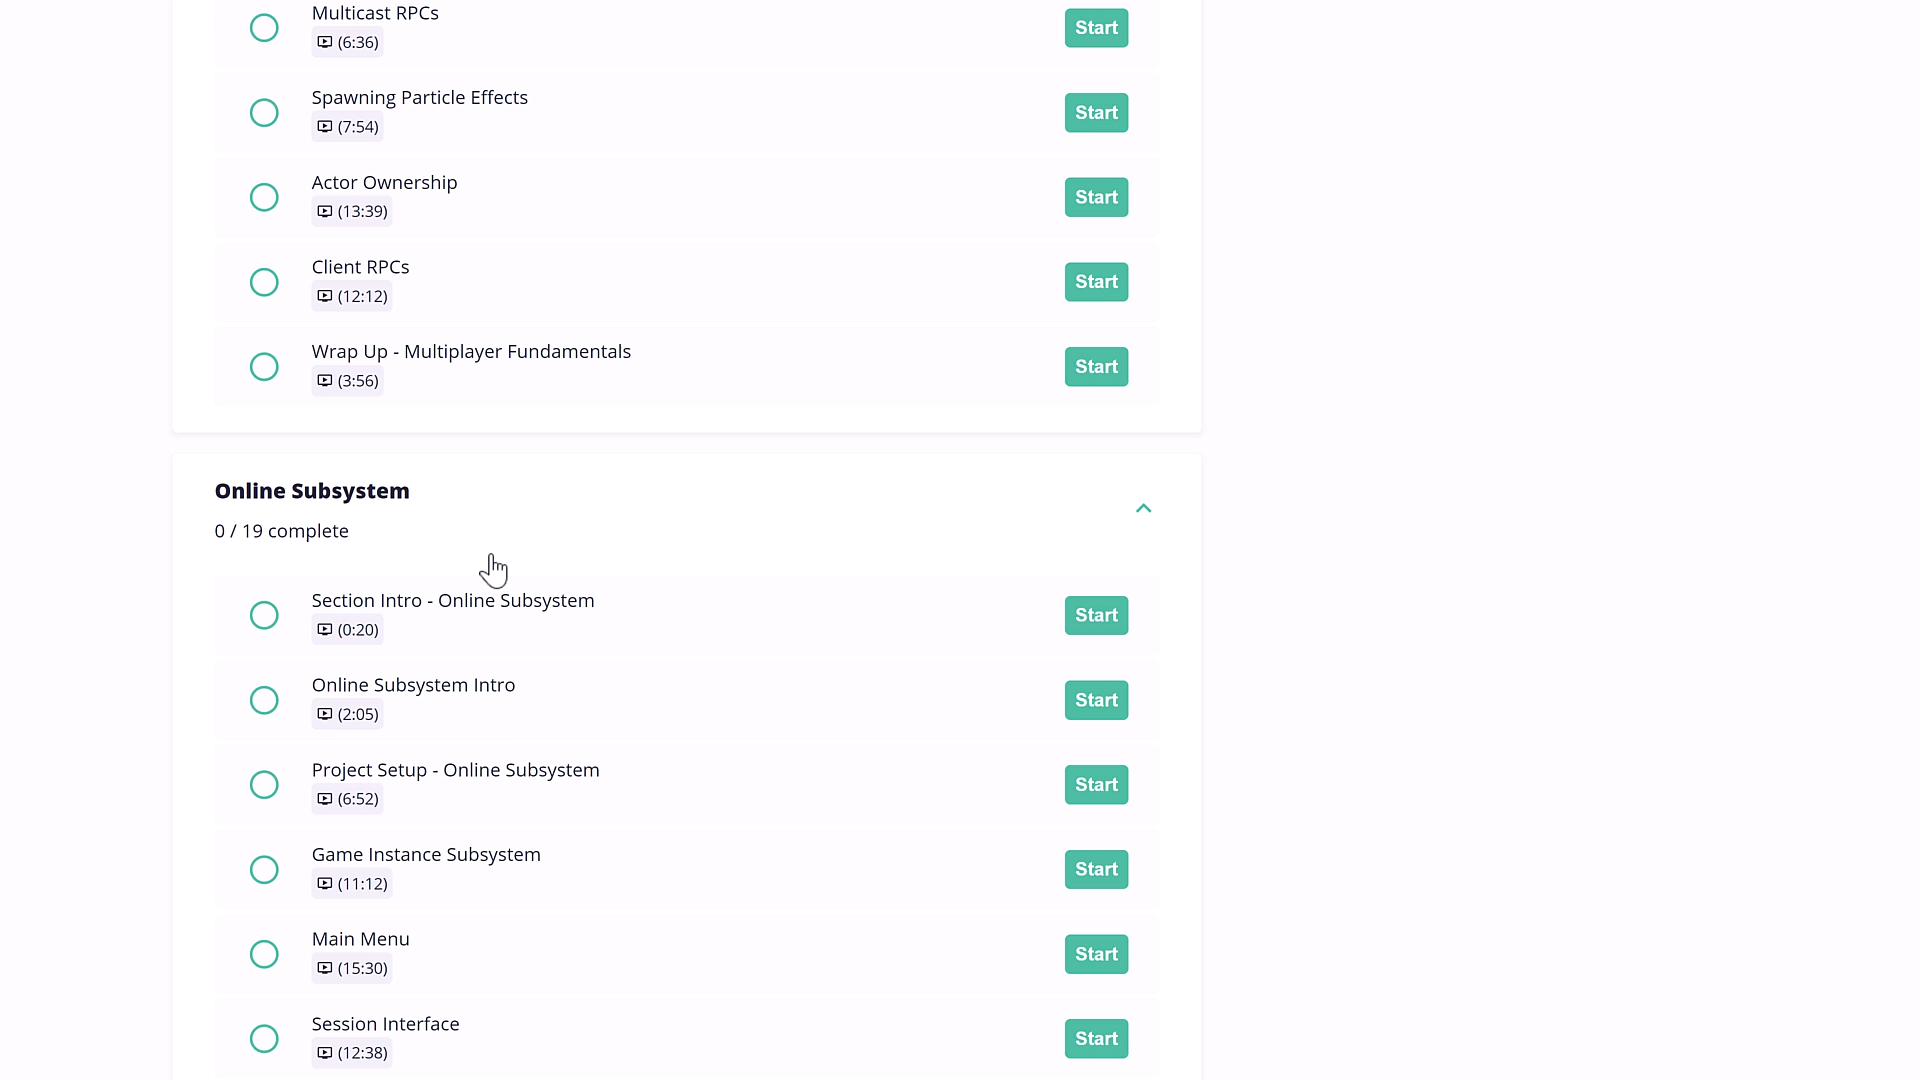 Multicast RPCs
(6:36)
Start
Spawning Particle Effects
(7:54)
Start
Actor Ownership
(13:39)
Start
Client RPCs
(12:12)
Start
Wrap Up - Multiplayer Fundamentals
(3:56)
Start
Online Subsystem
0 / 19 complete
Section Intro - Online Subsystem
(0:20)
Start
Online Subsystem Intro
(2:05)
Start
Project Setup - Online Subsystem
(6:52)
Start
Game Instance Subsystem
(11:12)
Start
Main Menu
(15:30)
Start
Session Interface
(12:38)
Start